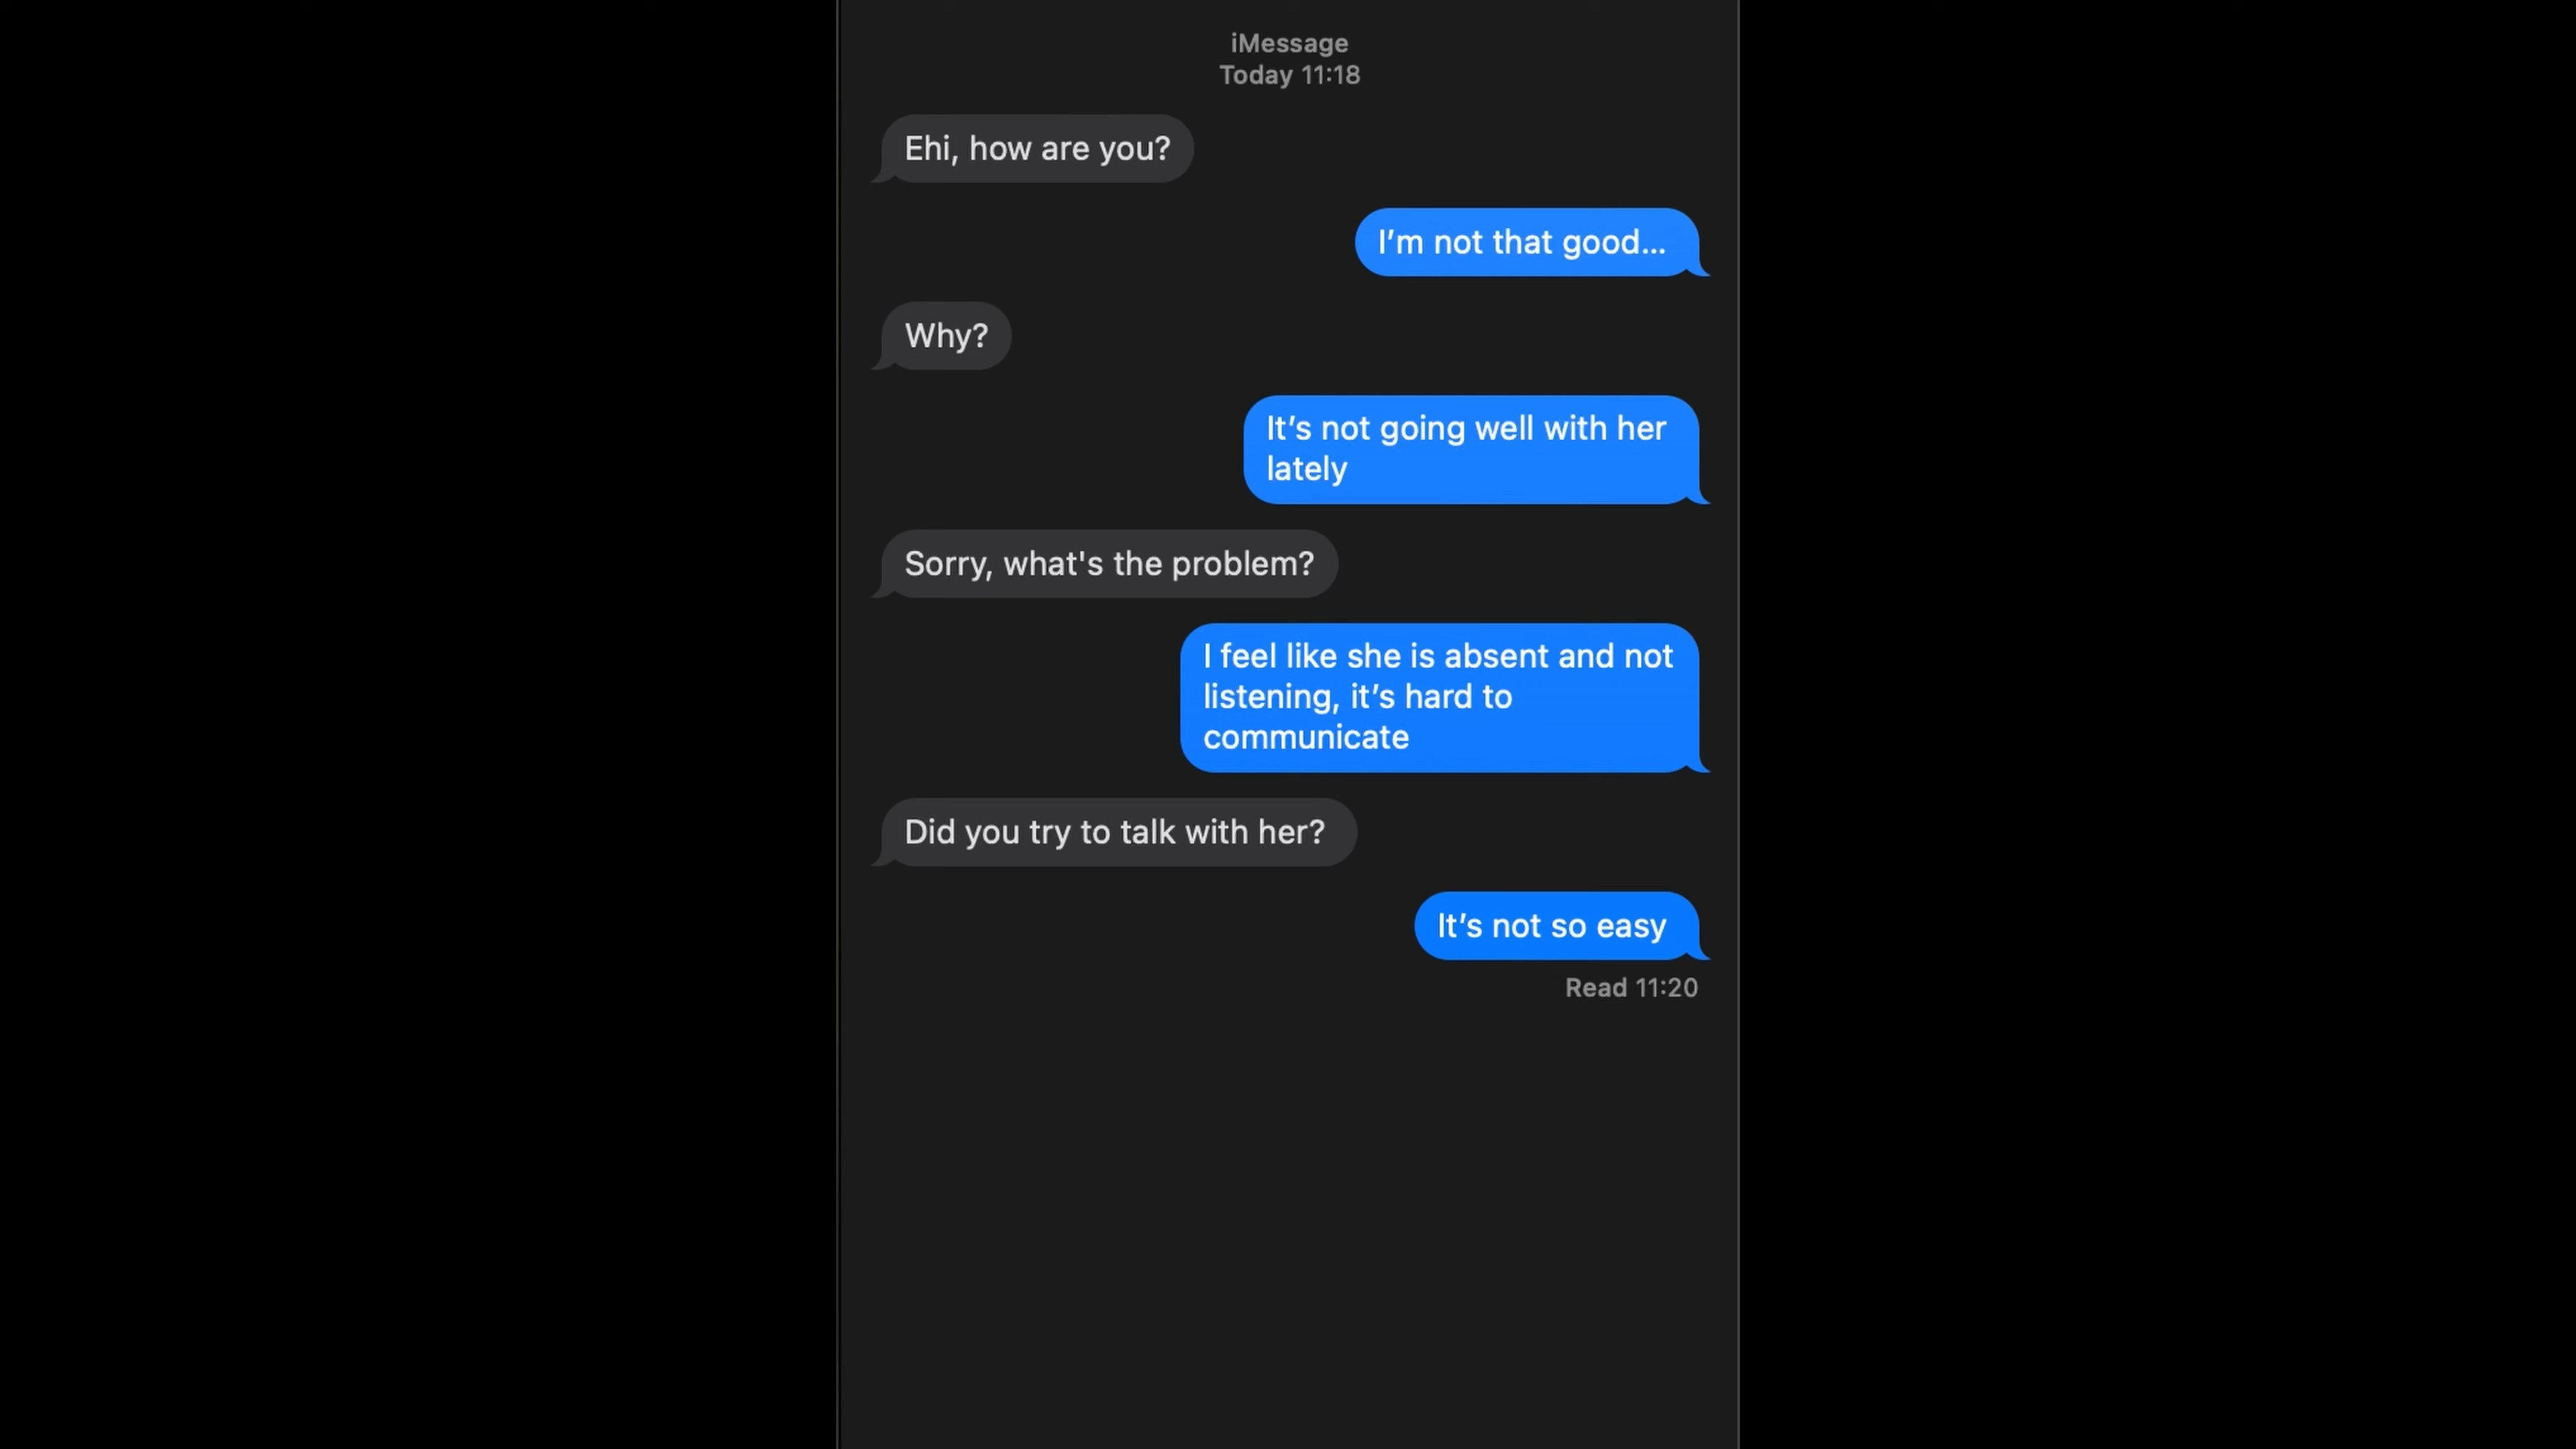 iMessage
Today 11:18
Ehi, how are you?
I’m not that good...
Why?
It’s not going well with her
lately
Sorry, what's the problem?
I feel like she is absent and not
listening, it’s hard to
communicate
Did you try to talk with her?
It’s not so easy
Read 11:20